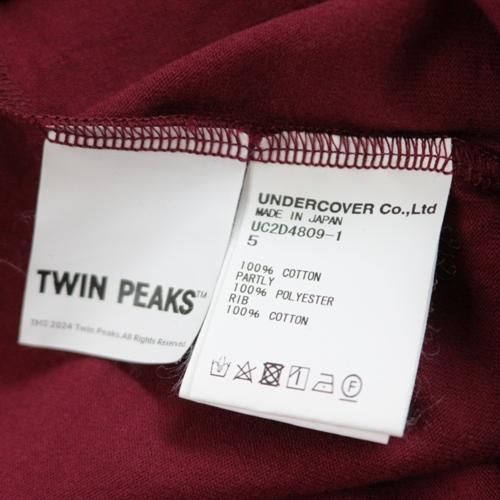 TWIN PEAKS™
TMG 2024 Twin Peaks.All Rights Reserved
UNDERCOVER Co.,Ltd
MADE IN JAPAN
UC2D4809-1
5
100% COTTON
PARTLY
100% POLYESTER
RIB
100% COTTON
F